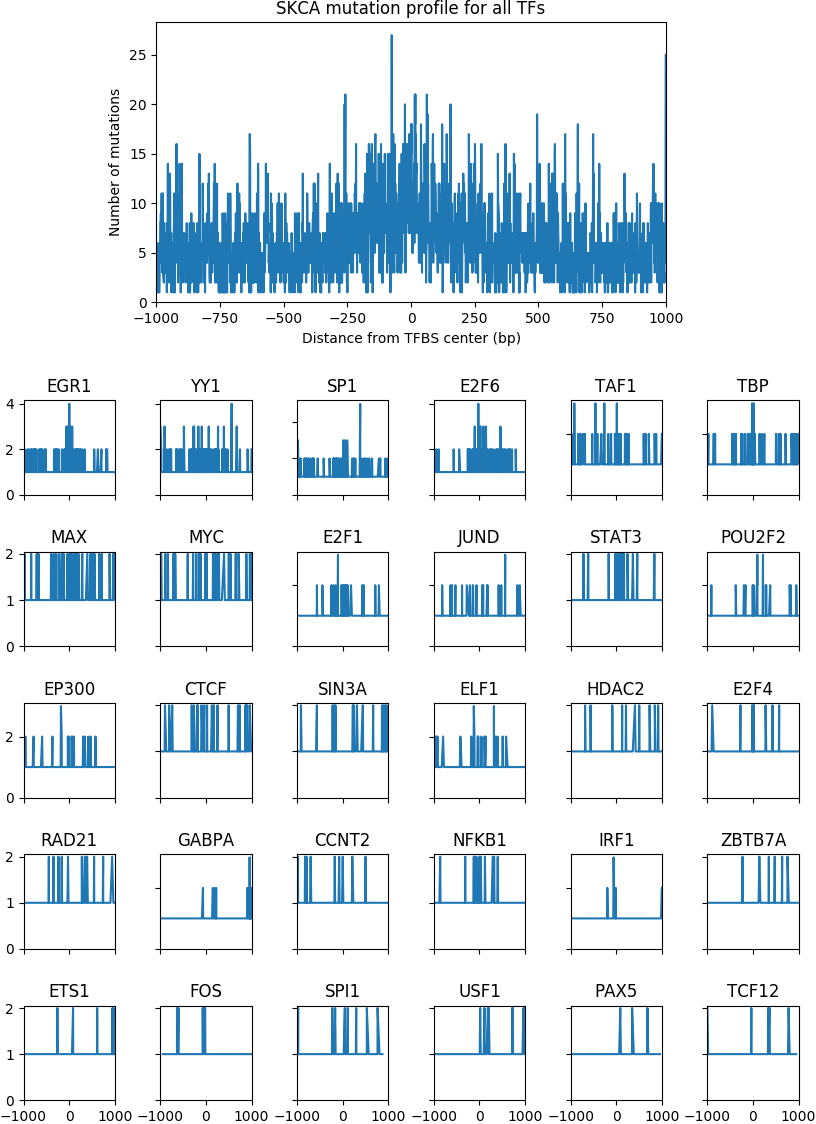 SKCA mutation profile for all TFs
25
20
15
10
5
0
Number of mutations
−1000 −750 −500 −250 0 250 500 750 1000
Distance from TFBS center (bp)
EGR1 YY1 SP1 E2F6 TAF1 TBP
4
2
0
MAX MYC E2F1 JUND STAT3 POU2F2
2
1
0
EP300 CTCF SIN3A ELF1 HDAC2 E2F4
2
0
RAD21 GABPA CCNT2 NFKB1 IRF1 ZBTB7A
2
1
0
ETS1 FOS SPI1 USF1 PAX5 TCF12
2
1
0
−1000 0 1000 −1000 0 1000 −1000 0 1000 −1000 0 1000 −1000 0 1000 −1000 0 1000